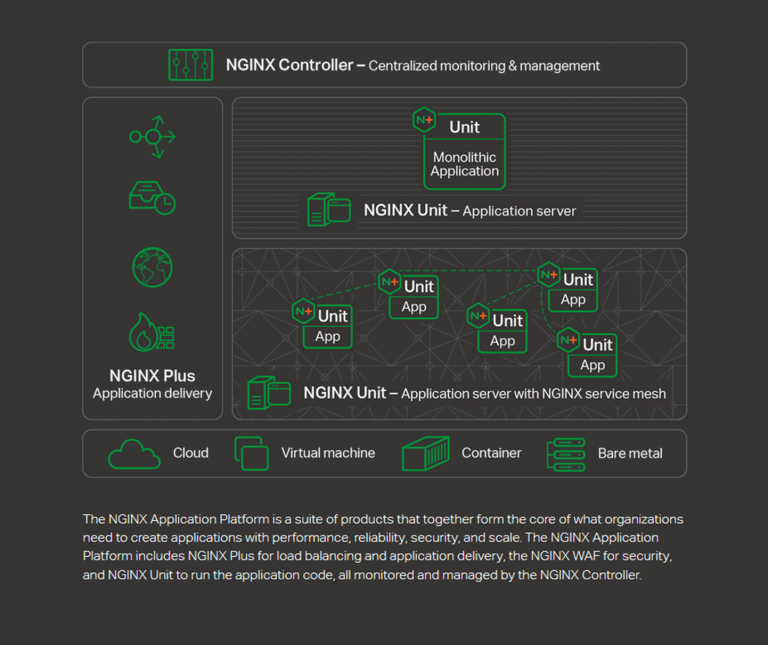 NGINX Controller – Centralized monitoring & management
N+
Unit
Monolithic
Application
NGINX Unit – Application server
N+
Unit
App
N+
Unit
App
N+
Unit
App
N+
Unit
App
N+
Unit
App
NGINX Unit – Application server with NGINX service mesh
NGINX Plus
Application delivery
Cloud
Virtual machine
Container
Bare metal
The NGINX Application Platform is a suite of products that together form the core of what organizations
need to create applications with performance, reliability, security, and scale. The NGINX Application
Platform includes NGINX Plus for load balancing and application delivery, the NGINX WAF for security,
and NGINX Unit to run the application code, all monitored and managed by the NGINX Controller.